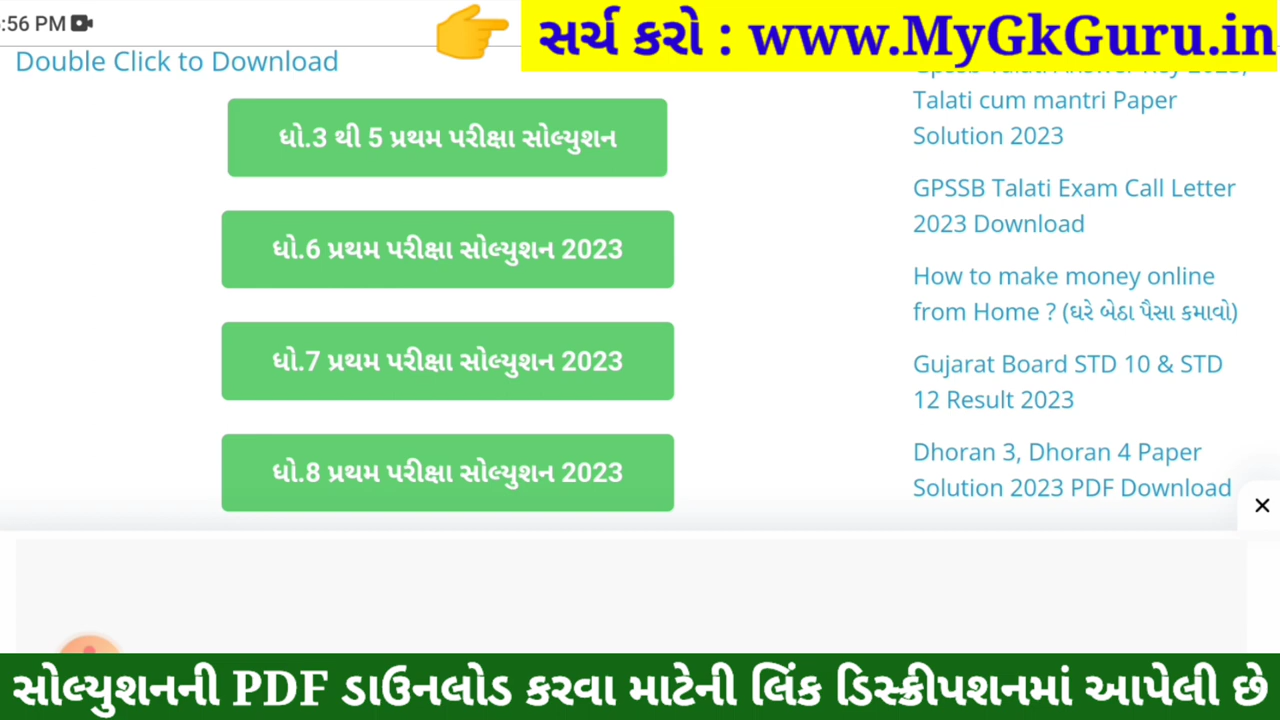 :56 PM
સર્ચ કરો : www.MyGkGuru.in
Double Click to Download
ધો.3 થી 5 પ્રથમ પરીક્ષા સોલ્યુશન
ધો.6 પ્રથમ પરીક્ષા સોલ્યુશન 2023
ધો.7 પ્રથમ પરીક્ષા સોલ્યુશન 2023
ધો.8 પ્રથમ પરીક્ષા સોલ્યુશન 2023
Talati cum mantri Paper
Solution 2023
GPSSB Talati Exam Call Letter
2023 Download
How to make money online
from Home ? (ઘરે બેઠા પૈસા કમાવો)
Gujarat Board STD 10 & STD
12 Result 2023
Dhoran 3, Dhoran 4 Paper
Solution 2023 PDF Download
સોલ્યુશનની PDF ડાઉનલોડ કરવા માટેની લિંક ડિસ્ક્રીપશનમાં આપેલી છે